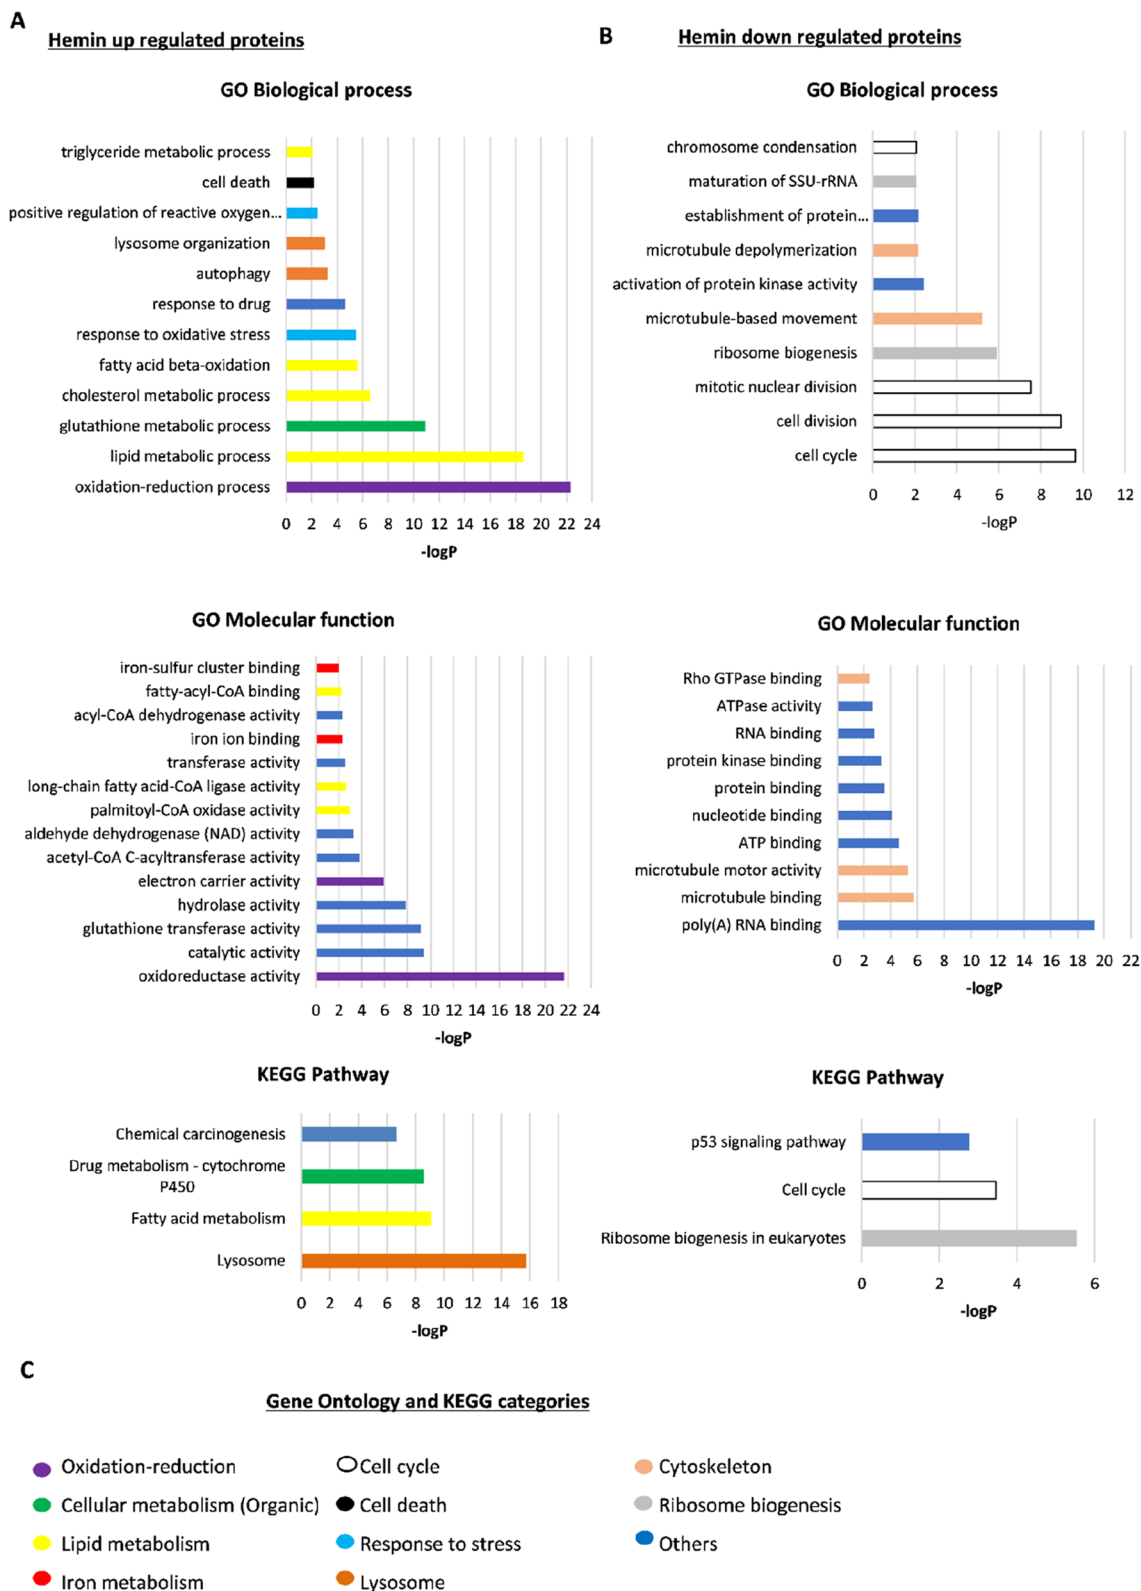 A
Hemin up regulated proteins
GO Biological process
triglyceride metabolic process
cell death
positive regulation of reactive oxygen...
lysosome organization
autophagy
response to drug
response to oxidative stress
fatty acid beta-oxidation
cholesterol metabolic process
glutathione metabolic process
lipid metabolic process
oxidation-reduction process
0 2 4 6 8 10 12 14 16 18 20 22 24
-logP
GO Molecular function
iron-sulfur cluster binding
fatty-acyl-CoA binding
acyl-CoA dehydrogenase activity
iron ion binding
transferase activity
long-chain fatty acid-CoA ligase activity
palmitoyl-CoA oxidase activity
aldehyde dehydrogenase (NAD) activity
acetyl-CoA C-acyltransferase activity
electron carrier activity
hydrolase activity
glutathione transferase activity
catalytic activity
oxidoreductase activity
0 2 4 6 8 10 12 14 16 18 20 22 24
-logP
KEGG Pathway
Chemical carcinogenesis
Drug metabolism - cytochrome
P450
Fatty acid metabolism
Lysosome
0 2 4 6 8 10 12 14 16 18
-logP
B
Hemin down regulated proteins
GO Biological process
chromosome condensation
maturation of SSU-rRNA
establishment of protein...
microtubule depolymerization
activation of protein kinase activity
microtubule-based movement
ribosome biogenesis
mitotic nuclear division
cell division
cell cycle
0 2 4 6 8 10 12
-logP
GO Molecular function
Rho GTPase binding
ATPase activity
RNA binding
protein kinase binding
protein binding
nucleotide binding
ATP binding
microtubule motor activity
microtubule binding
poly(A) RNA binding
0 2 4 6 8 10 12 14 16 18 20 22
-logP
KEGG Pathway
p53 signaling pathway
Cell cycle
Ribosome biogenesis in eukaryotes
0 2 4 6
-logP
C
Gene Ontology and KEGG categories
Oxidation-reduction
Cellular metabolism (Organic)
Lipid metabolism
Iron metabolism
Cell cycle
Cell death
Response to stress
Lysosome
Cytoskeleton
Ribosome biogenesis
Others